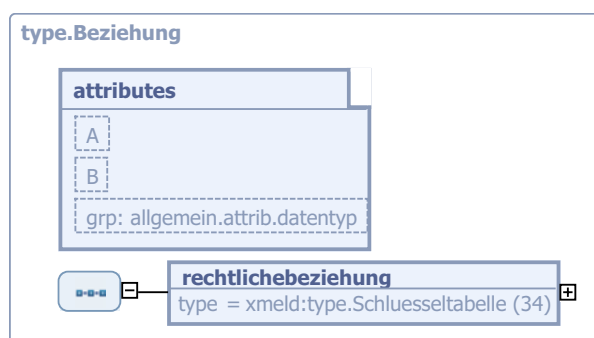 type.Beziehung
attributes
A
B
grp: allgemein.attrib.datentyp
rechtlichebeziehung
type = xmeld:type.Schluesseltabelle (34)